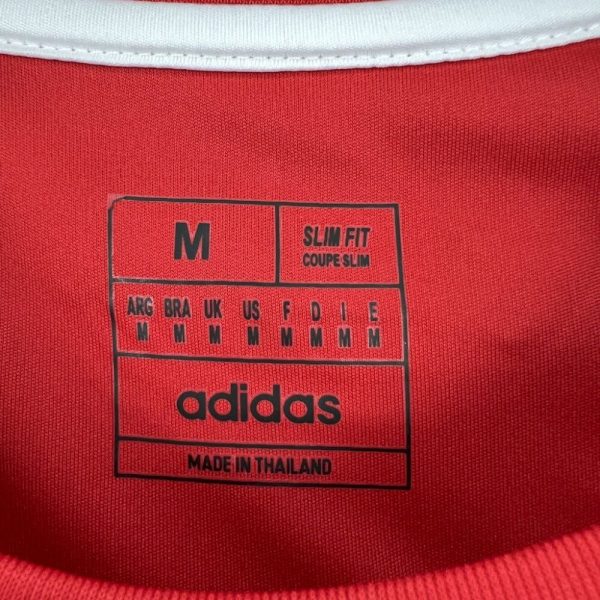 M
SLIM FIT
COUPE SLIM
ARG BRA UK US F D I E
M M M M M M M M
adidas
MADE IN THAILAND